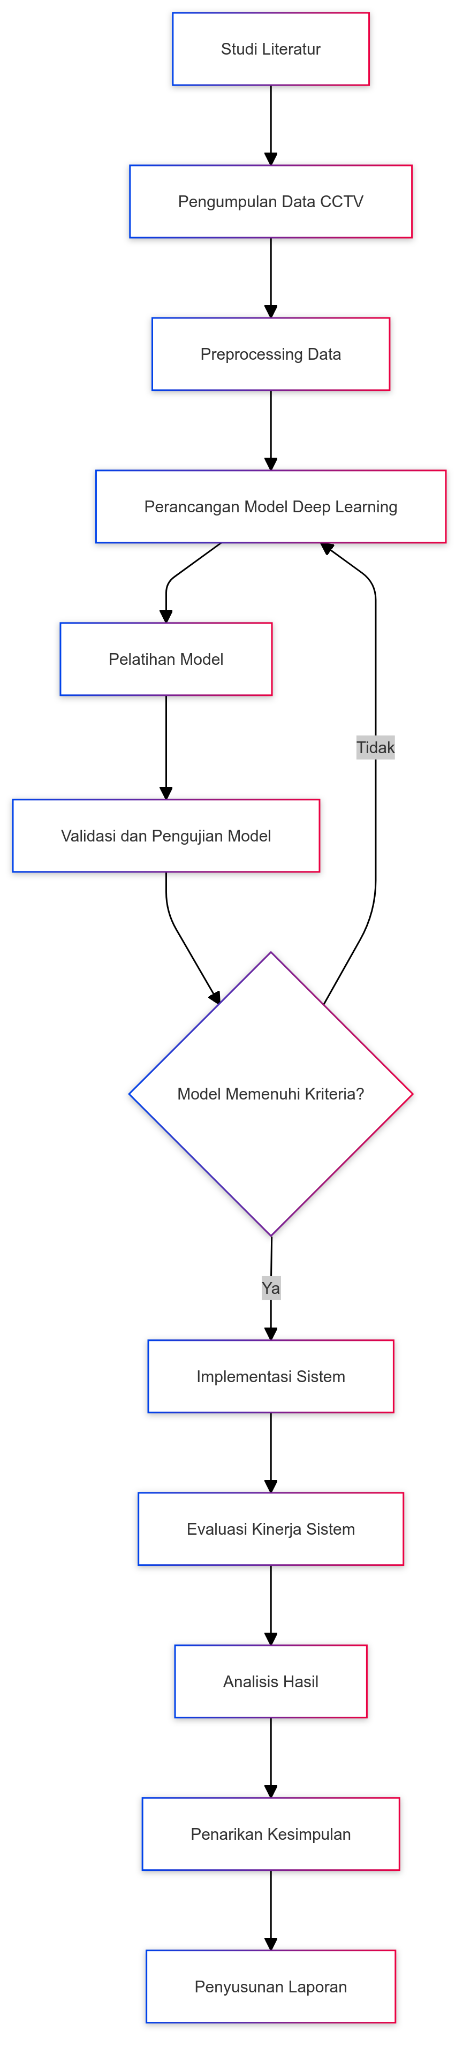 Studi Literatur
Pengumpulan Data CCTV
Preprocessing Data
Perancangan Model Deep Learning
Pelatihan Model
Tidak
Validasi dan Pengujian Model
Model Memenuhi Kriteria?
Ya
Implementasi Sistem
Evaluasi Kinerja Sistem
Analisis Hasil
Penarikan Kesimpulan
Penyusunan Laporan